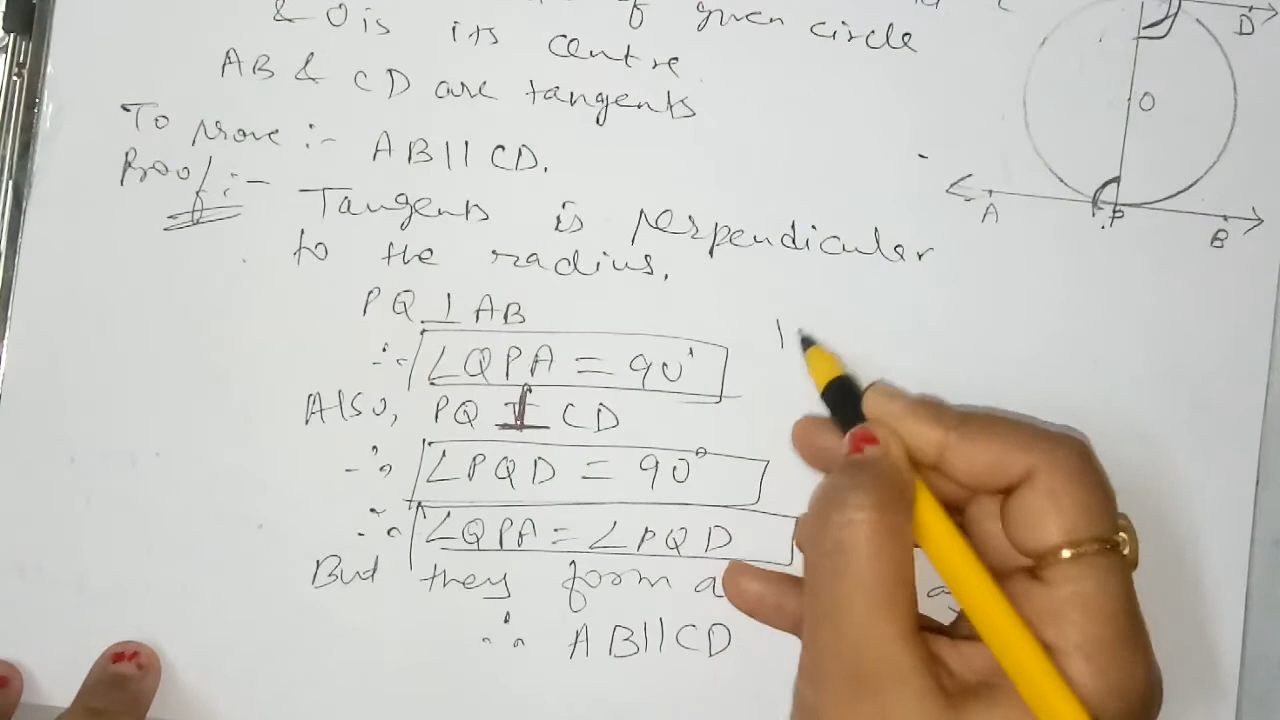 of given circle
& O is its centre
AB & CD are tangents
To prove :- AB || CD.
Proof :- Tangents is perpendicular
to the radius.
PQ ⊥ AB
∴ ∠QPA = 90°
Also, PQ ⊥ CD
∴ ∠PQD = 90°
∴ ∠QPA = ∠PQD
But they form a
∴ AB || CD
D
O
A
P
B